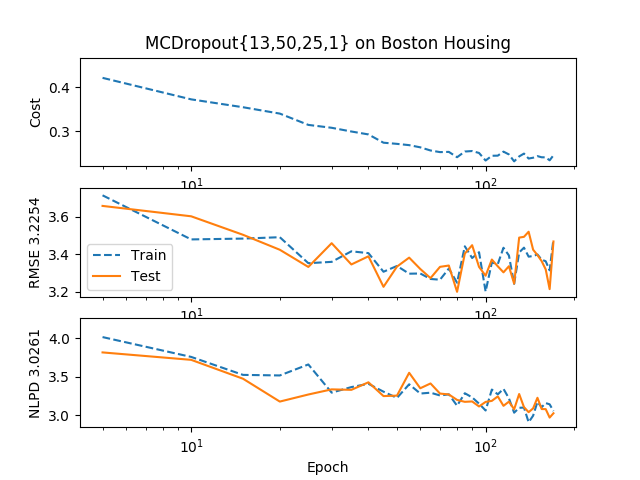 MCDropout{13,50,25,1} on Boston Housing
Cost
0.4
0.3
10¹
10²
RMSE 3.2254
3.6
3.4
3.2
Train
Test
10¹
10²
NLPD 3.0261
4.0
3.5
3.0
10¹
10²
Epoch